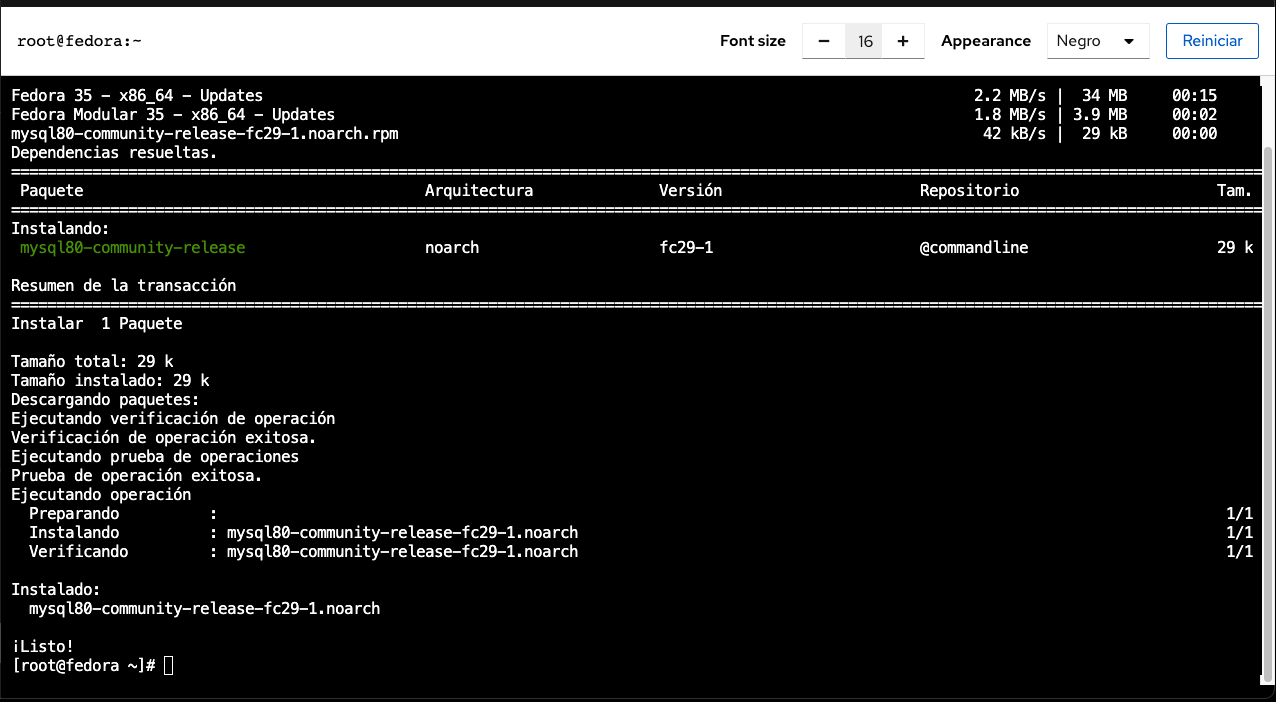 root@fedora:~ Font size − 16 + Appearance Negro Reiniciar
Fedora 35 - x86_64 - Updates 2.2 MB/s | 34 MB 00:15
Fedora Modular 35 - x86_64 - Updates 1.8 MB/s | 3.9 MB 00:02
mysql80-community-release-fc29-1.noarch.rpm 42 kB/s | 29 kB 00:00
Dependencias resueltas.
================================================================================
Paquete Arquitectura Versión Repositorio Tam.
================================================================================
Instalando:
mysql80-community-release noarch fc29-1 @commandline 29 k
Resumen de la transacción
================================================================================
Instalar 1 Paquete
Tamaño total: 29 k
Tamaño instalado: 29 k
Descargando paquetes:
Ejecutando verificación de operación
Verificación de operación exitosa.
Ejecutando prueba de operaciones
Prueba de operación exitosa.
Ejecutando operación
Preparando : 1/1
Instalando : mysql80-community-release-fc29-1.noarch 1/1
Verificando : mysql80-community-release-fc29-1.noarch 1/1
Instalado:
mysql80-community-release-fc29-1.noarch
¡Listo!
[root@fedora ~]#